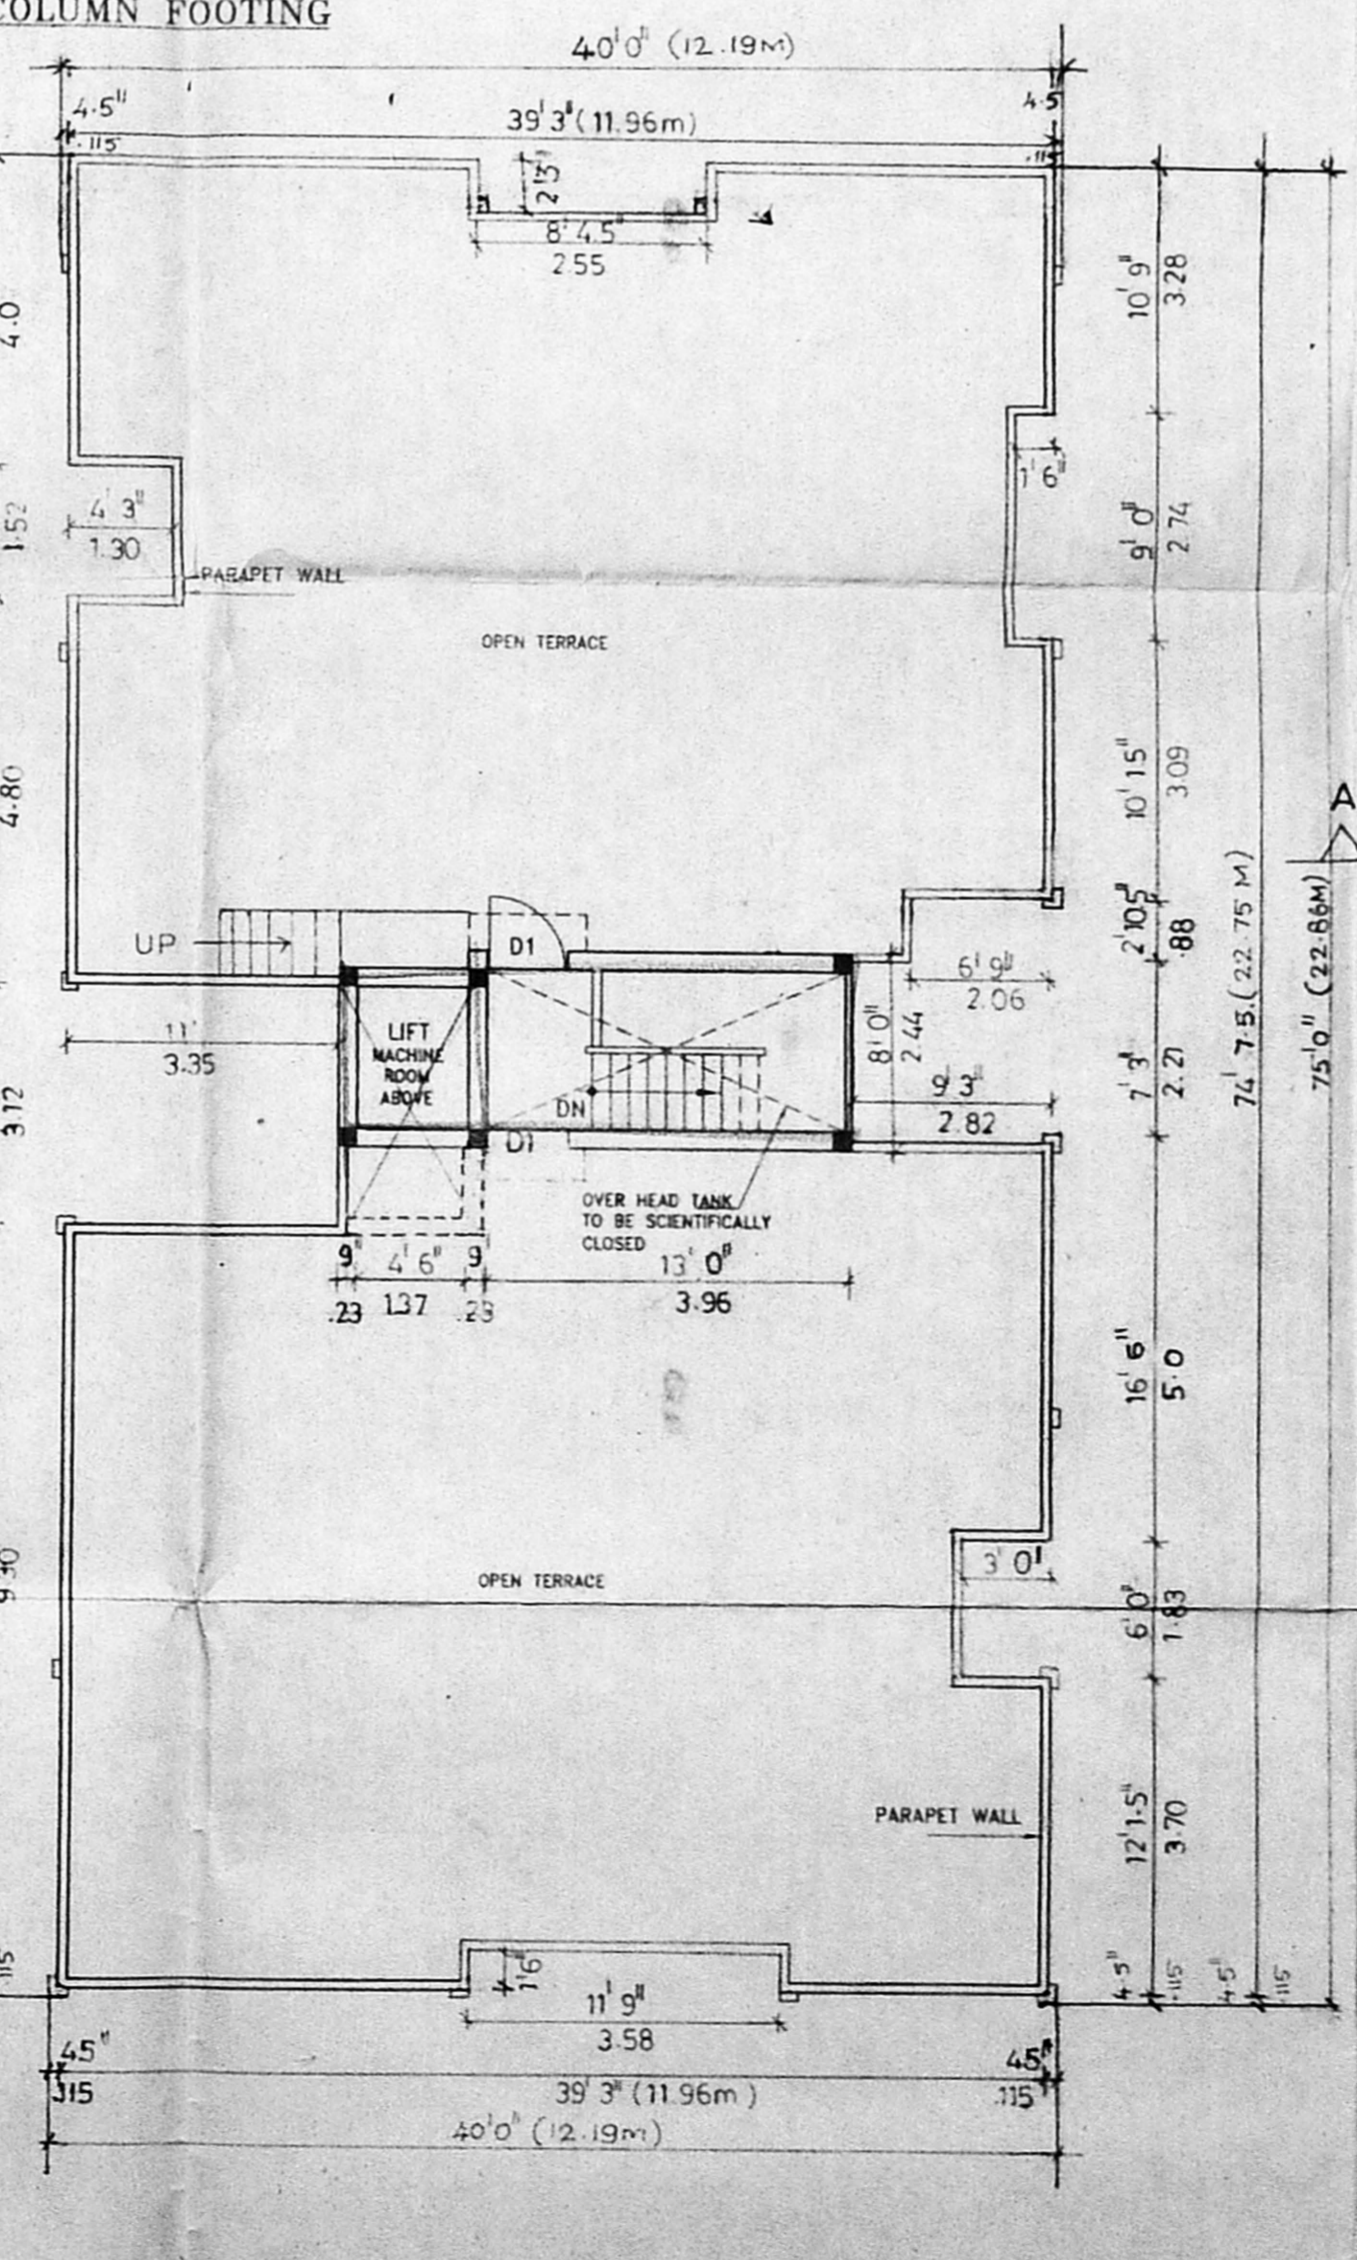 COLUMN FOOTING
40'0" (12.19M)
4.5"
39'3" (11.96m)
4.5
.115
.115
2'3"
8' 4.5"
2.55
10' 9"
3.28
4.0
1'6"
4' 3"
1.30
1.52
9' 0"
2.74
PARAPET WALL
OPEN TERRACE
10' 15"
3.09
4.80
A
74' 7.5.(22.75 M)
75'0" (22.86M)
UP
D1
2'10.5"
.88
6' 9"
2.06
11'
3.35
LIFT
MACHINE
ROOM
ABOVE
8' 0"
2.44
9' 3"
2.82
7' 3"
2.21
3.12
DN
D1
OVER HEAD TANK
TO BE SCIENTIFICALLY
CLOSED
9"
4' 6"
9"
13' 0"
.23
1.37
.23
3.96
16' 5"
5.0
9.30
3' 0"
OPEN TERRACE
6' 0"
1.83
PARAPET WALL
12'1.5"
3.70
1'6"
.115
11' 9"
3.58
4.5"
.115
4.5"
.115
45"
45"
.115
39' 3" (11.96m)
.115
40'0" (12.19m)